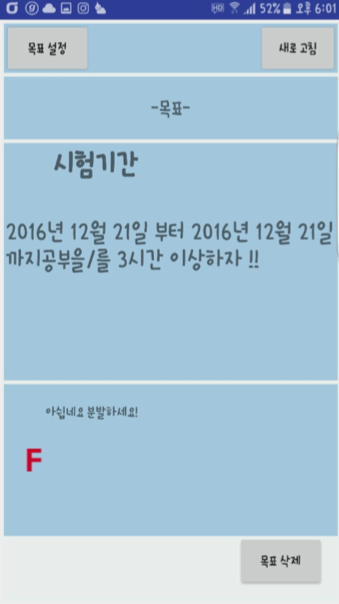 52% 오후 6:01
목표 설정
새로 고침
-목표-
시험기간
2016년 12월 21일 부터 2016년 12월 21일
까지공부을/를 3시간 이상하자 !!
아쉽네요 분발하세요!
F
목표 삭제